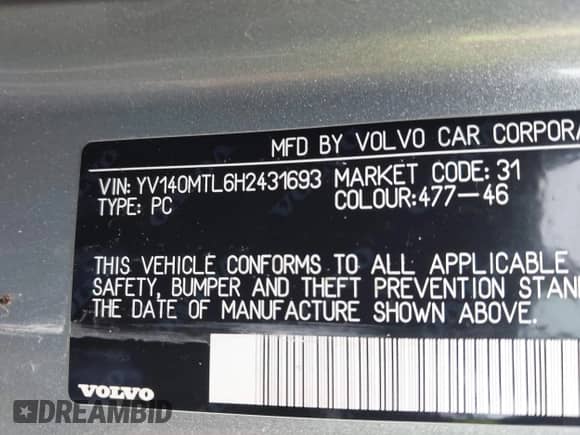 MFD BY VOLVO CAR CORPORA
VIN: YV140MTL6H2431693 MARKET CODE: 31
TYPE: PC COLOUR:477-46
THIS VEHICLE CONFORMS TO ALL APPLICABLE
SAFETY, BUMPER AND THEFT PREVENTION STAN
THE DATE OF MANUFACTURE SHOWN ABOVE.
VOLVO
DREAMBID